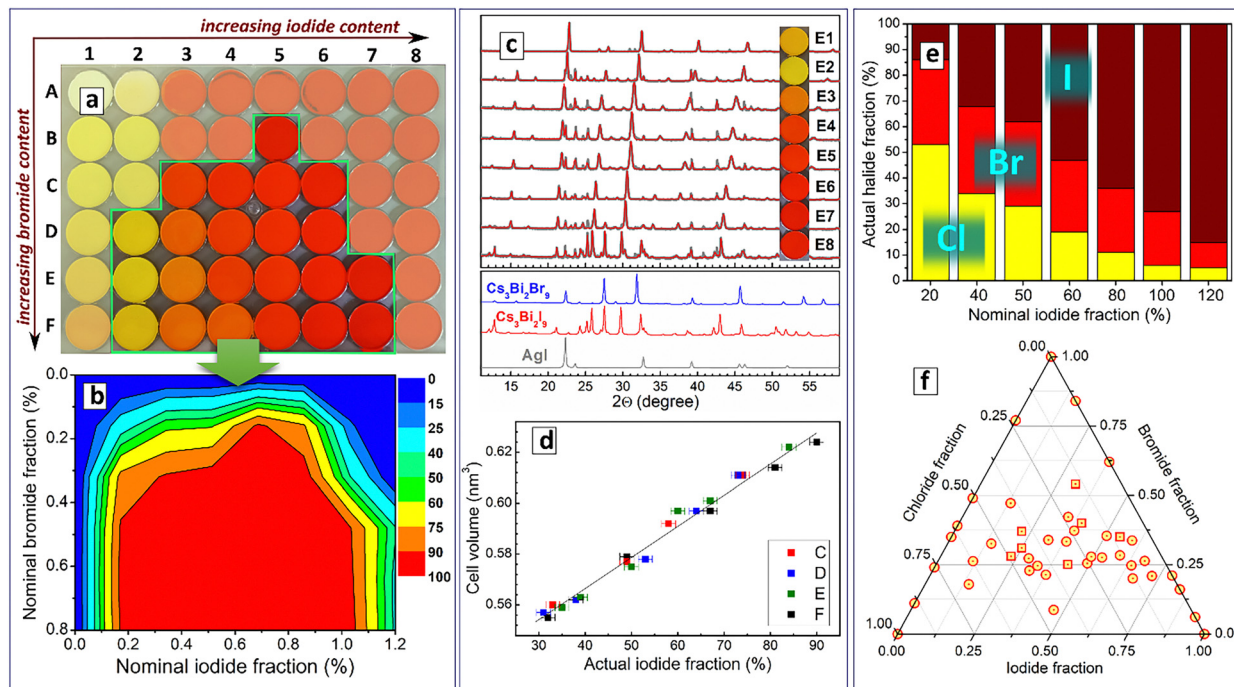 increasing iodide content
1 2 3 4 5 6 7 8
increasing bromide content
a
A
B
C
D
E
F
b
0.0
0.2
0.4
0.6
0.8
Nominal bromide fraction (%)
0.0 0.2 0.4 0.6 0.8 1.0 1.2
Nominal iodide fraction (%)
0
15
25
40
50
60
75
90
100
c
E1
E2
E3
E4
E5
E6
E7
E8
Cs3Bi2Br9
Cs3Bi2I9
AgI
15 20 25 30 35 40 45 50 55
2Θ (degree)
d
Cell volume (nm³)
0.62
0.60
0.58
0.56
C
D
E
F
30 40 50 60 70 80 90
Actual iodide fraction (%)
e
Actual halide fraction (%)
100
90
80
70
60
50
40
30
20
10
0
I
Br
Cl
20 40 50 60 80 100 120
Nominal iodide fraction (%)
f
Chloride fraction
Bromide fraction
Iodide fraction
0.00
1.00
0.25
0.75
0.50
0.50
0.75
0.25
1.00
0.00
0.00 0.25 0.50 0.75 1.00